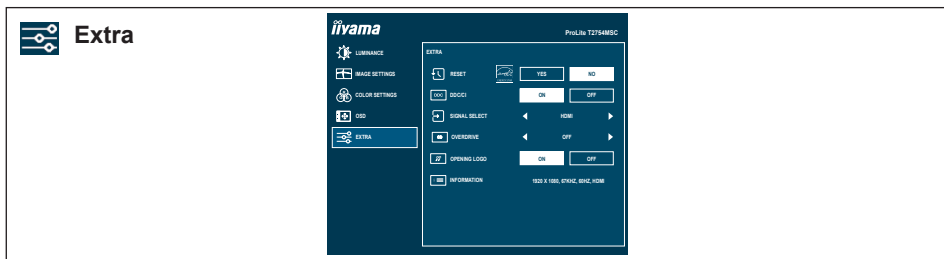 Extra
iiyama
ProLite T2754MSC
LUMINANCE
IMAGE SETTINGS
COLOR SETTINGS
OSD
EXTRA
EXTRA
RESET YES NO
DDC DDC/CI ON OFF
SIGNAL SELECT HDMI
OVERDRIVE OFF
OPENING LOGO ON OFF
INFORMATION 1920 X 1080, 67KHZ, 60HZ, HDMI